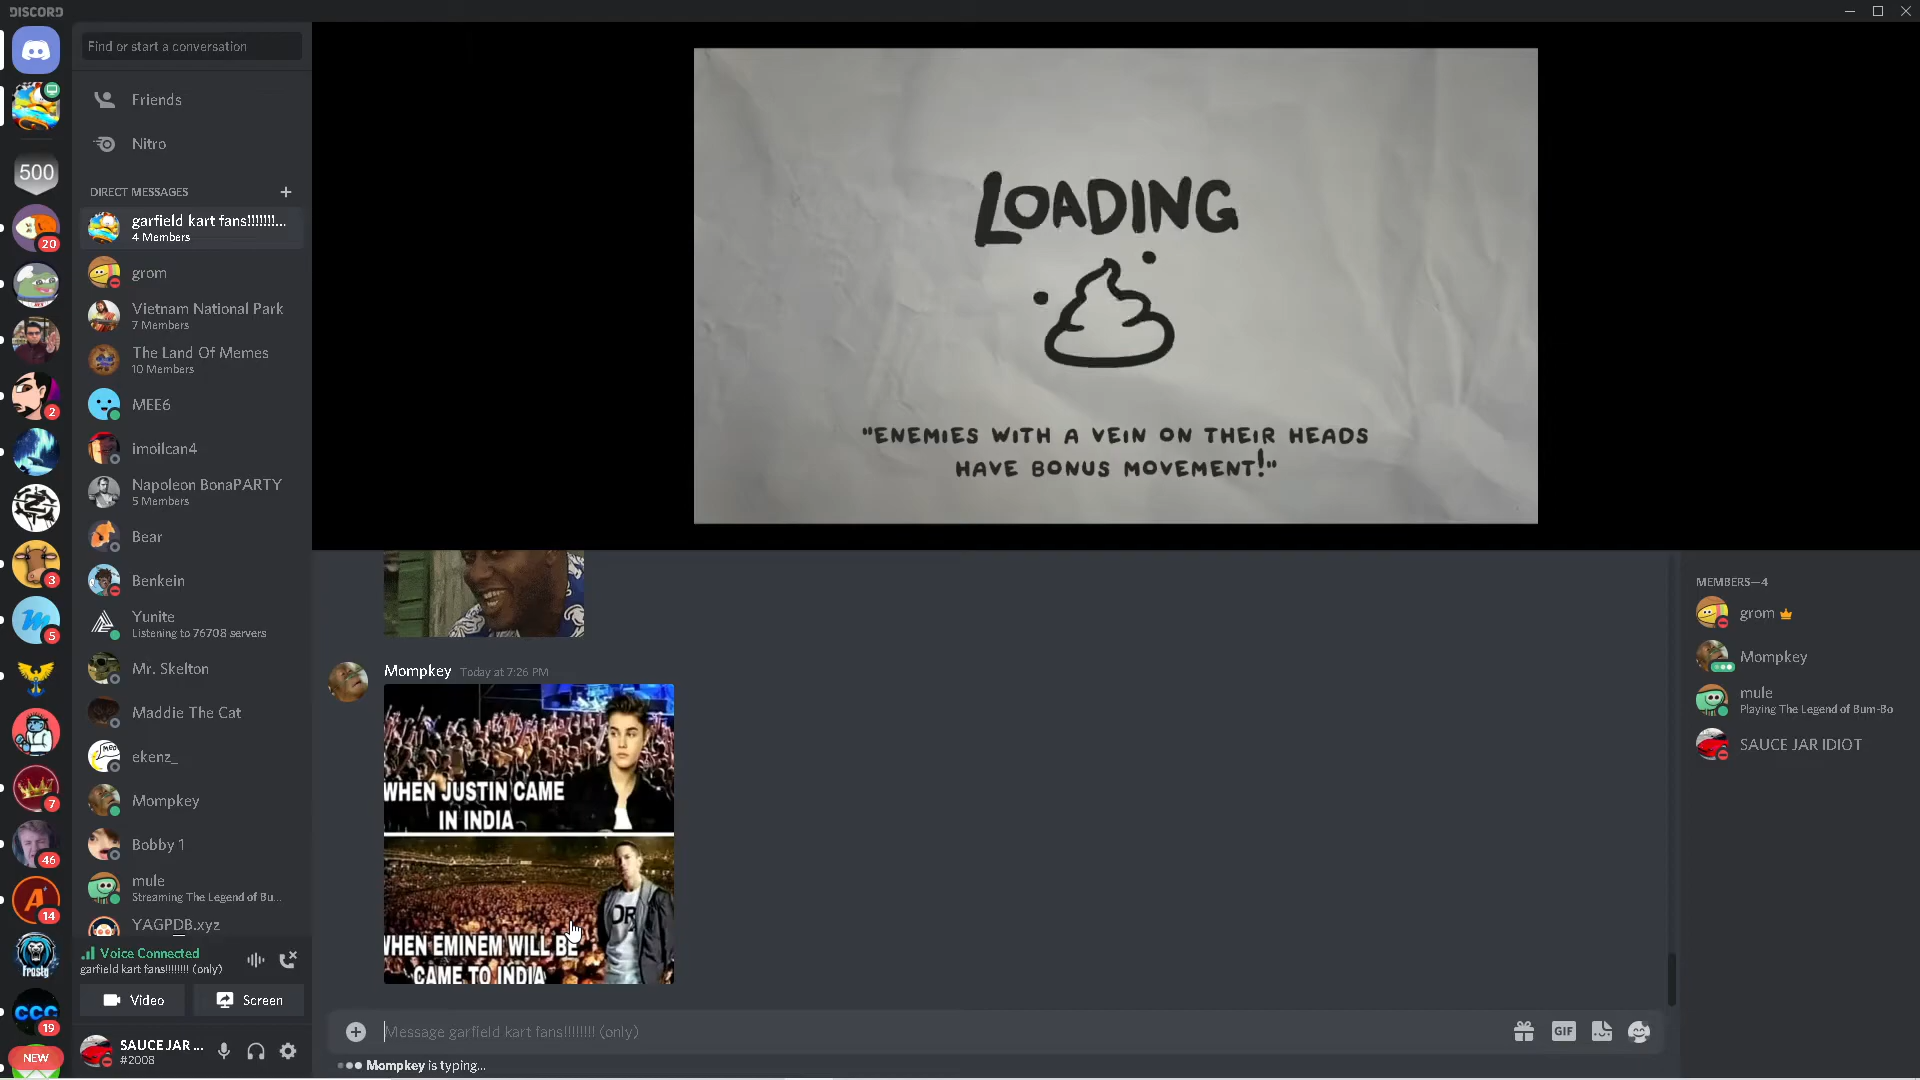 DISCORD
Find or start a conversation
Friends
Nitro
DIRECT MESSAGES
garfield kart fans!!!!!!!...
4 Members
grom
Vietnam National Park
7 Members
The Land Of Memes
10 Members
MEE6
imoilcan4
Napoleon BonaPARTY
5 Members
Bear
Benkein
Yunite
Listening to 76708 servers
Mr. Skelton
Maddie The Cat
ekenz_
Mompkey
Bobby 1
mule
Streaming The Legend of Bu...
YAGPDB.xyz
Voice Connected
garfield kart fans!!!!!!!! (only)
Video
Screen
SAUCE JAR ...
#2008
500
20
2
3
5
7
46
A
14
Frosty
CCC
19
NEW
LOADING
"ENEMIES WITH A VEIN ON THEIR HEADS
HAVE BONUS MOVEMENT!"
Mompkey Today at 7:26 PM
WHEN JUSTIN CAME
IN INDIA
WHEN EMINEM WILL BE
CAME TO INDIA
Message garfield kart fans!!!!!!!! (only)
GIF
Mompkey is typing...
MEMBERS—4
grom
Mompkey
mule
Playing The Legend of Bum-Bo
SAUCE JAR IDIOT